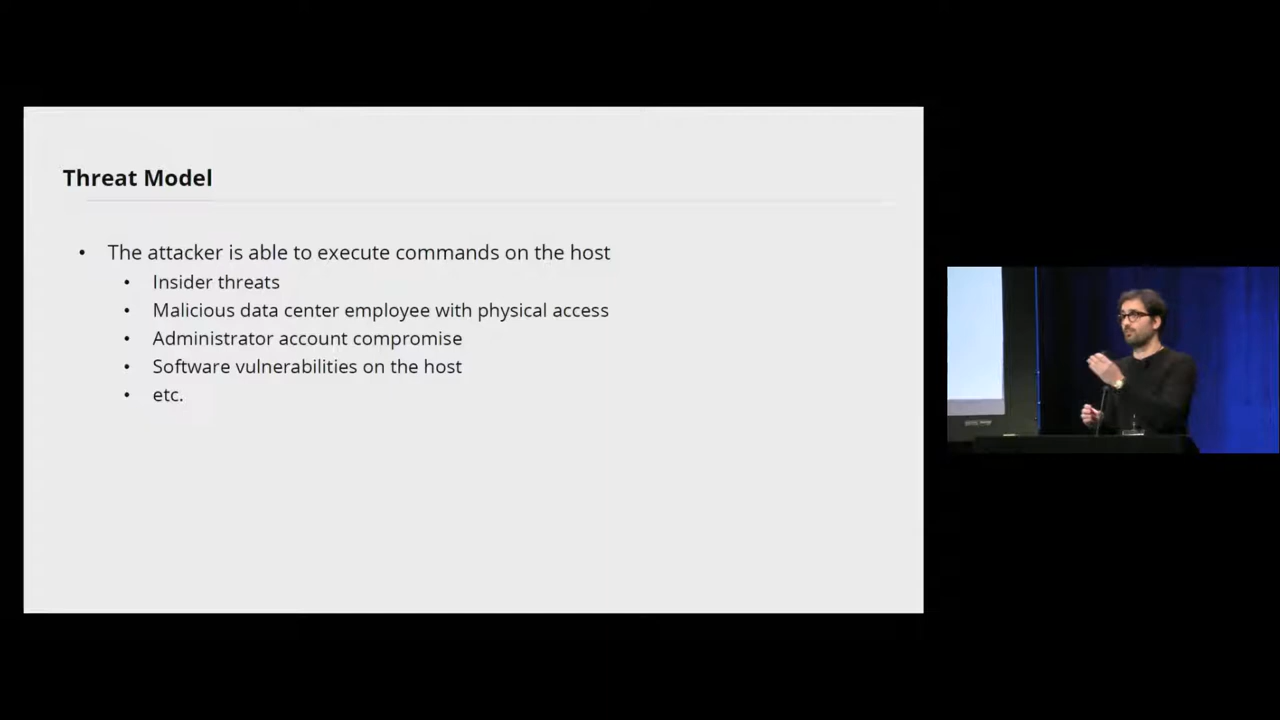 Threat Model
• The attacker is able to execute commands on the host
• Insider threats
• Malicious data center employee with physical access
• Administrator account compromise
• Software vulnerabilities on the host
• etc.